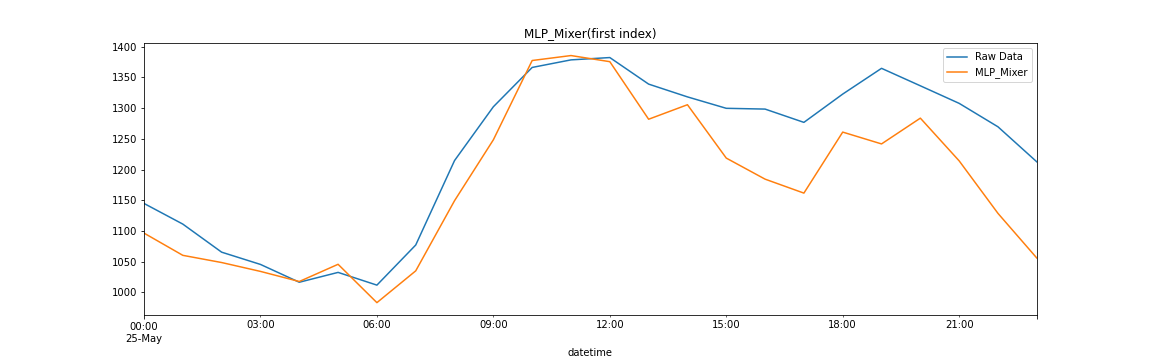 MLP_Mixer(first index)
1400
1350
1300
1250
1200
1150
1100
1050
1000
Raw Data
MLP_Mixer
00:00 03:00 06:00 09:00 12:00 15:00 18:00 21:00
25-May
datetime